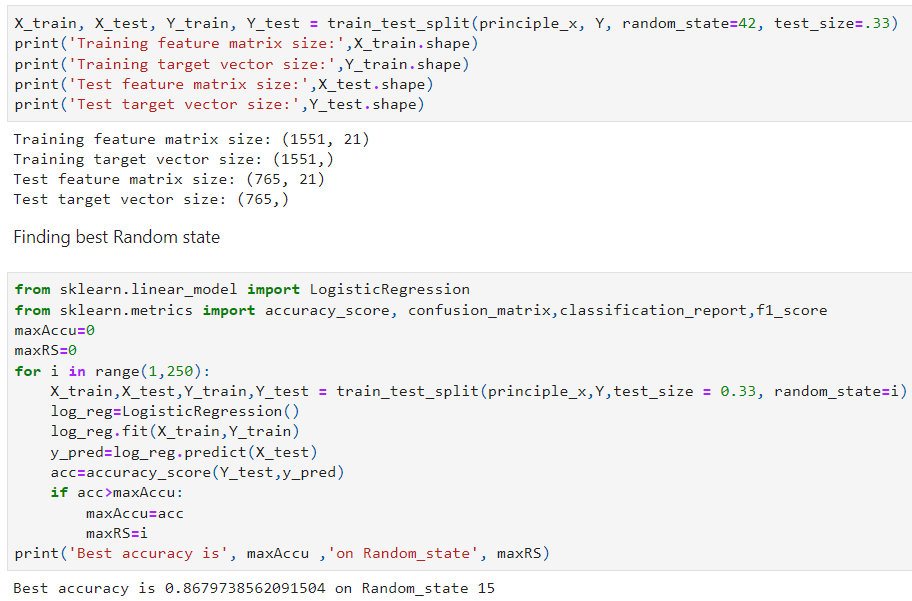 X_train, X_test, Y_train, Y_test = train_test_split(principle_x, Y, random_state=42, test_size=.33)
print('Training feature matrix size:',X_train.shape)
print('Training target vector size:',Y_train.shape)
print('Test feature matrix size:',X_test.shape)
print('Test target vector size:',Y_test.shape)
Training feature matrix size: (1551, 21)
Training target vector size: (1551,)
Test feature matrix size: (765, 21)
Test target vector size: (765,)
Finding best Random state
from sklearn.linear_model import LogisticRegression
from sklearn.metrics import accuracy_score, confusion_matrix,classification_report,f1_score
maxAccu=0
maxRS=0
for i in range(1,250):
    X_train,X_test,Y_train,Y_test = train_test_split(principle_x,Y,test_size = 0.33, random_state=i)
    log_reg=LogisticRegression()
    log_reg.fit(X_train,Y_train)
    y_pred=log_reg.predict(X_test)
    acc=accuracy_score(Y_test,y_pred)
    if acc>maxAccu:
        maxAccu=acc
        maxRS=i
print('Best accuracy is', maxAccu ,'on Random_state', maxRS)
Best accuracy is 0.8679738562091504 on Random_state 15